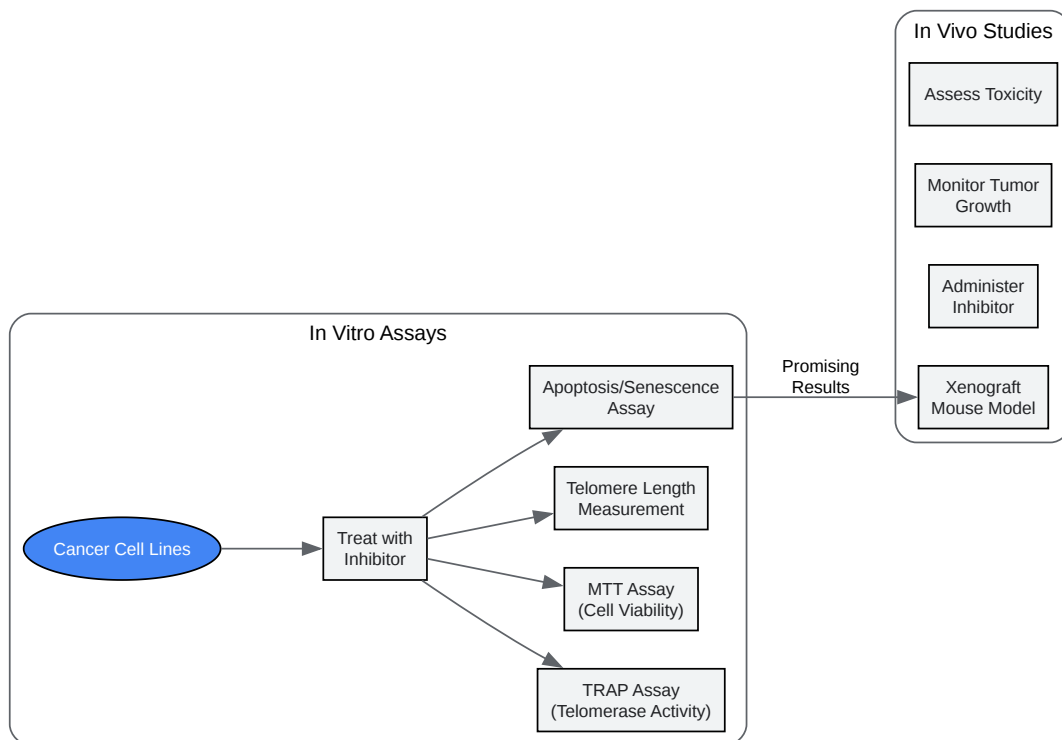 In Vivo Studies
Assess Toxicity
Monitor Tumor
Growth
Administer
Inhibitor
Xenograft
Mouse Model
Promising
Results
In Vitro Assays
Apoptosis/Senescence
Assay
Telomere Length
Measurement
Cancer Cell Lines
Treat with
Inhibitor
MTT Assay
(Cell Viability)
TRAP Assay
(Telomerase Activity)